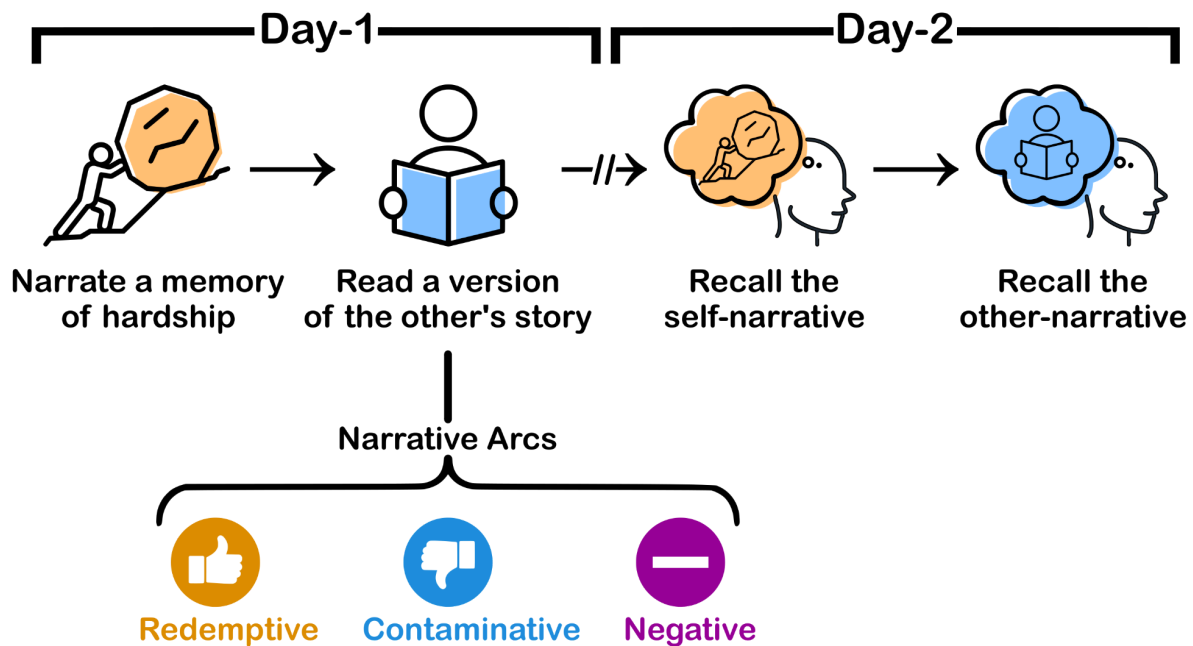 Day-1
Day-2
Narrate a memory
of hardship
Read a version
of the other's story
Recall the
self-narrative
Recall the
other-narrative
Narrative Arcs
Redemptive
Contaminative
Negative